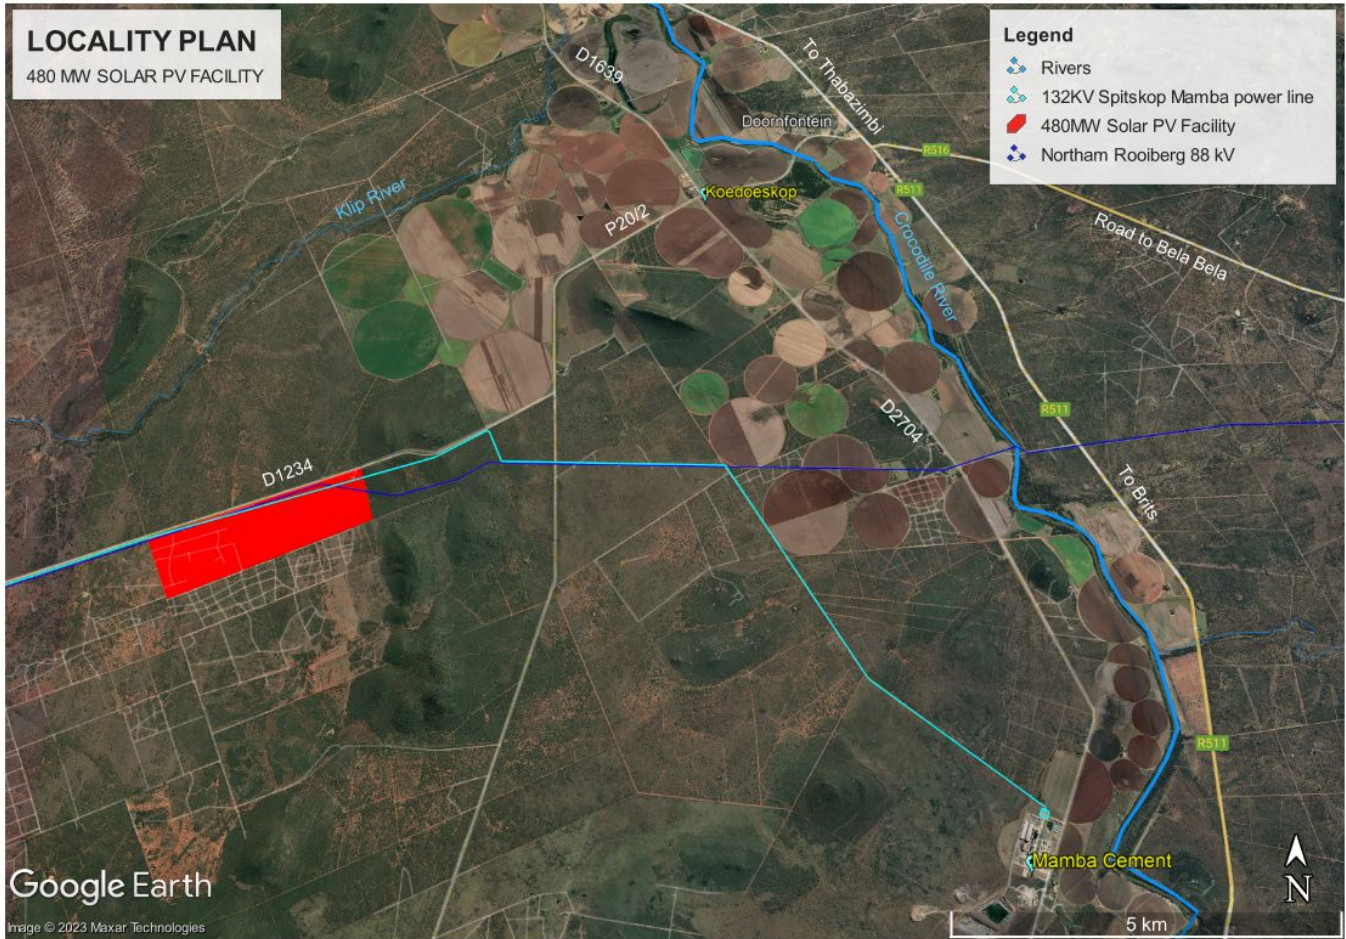 LOCALITY PLAN
480 MW SOLAR PV FACILITY
Legend
Rivers
132KV Spitskop Mamba power line
480MW Solar PV Facility
Northam Rooiberg 88 kV
D1639
To Thabazimbi
Doornfontein
R516
Koedoeskop
R511
Klip River
P20/2
Crocodile River
Road to Bela Bela
R511
D2704
D1234
To Brits
R511
Mamba Cement
Google Earth
Image © 2023 Maxar Technologies
N
5 km